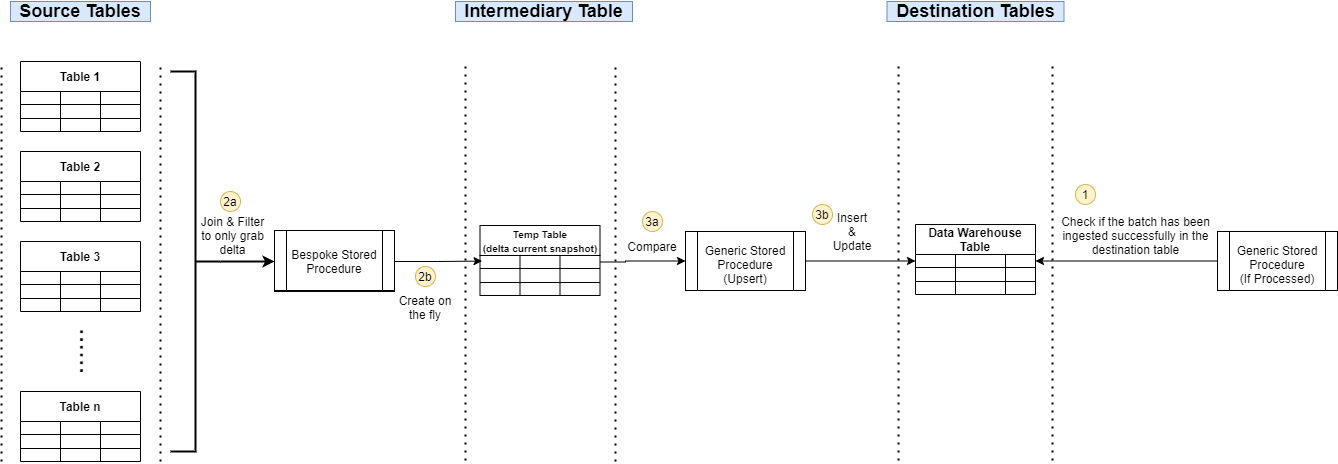 Source Tables
Intermediary Table
Destination Tables
Table 1
Table 2
Table 3
Table n
2a
Join & Filter
to only grab
delta
Bespoke Stored
Procedure
2b
Create on
the fly
Temp Table
(delta current snapshot)
3a
Compare
Generic Stored
Procedure
(Upsert)
3b
Insert
&
Update
Data Warehouse
Table
1
Check if the batch has been
ingested successfully in the
destination table
Generic Stored
Procedure
(If Processed)